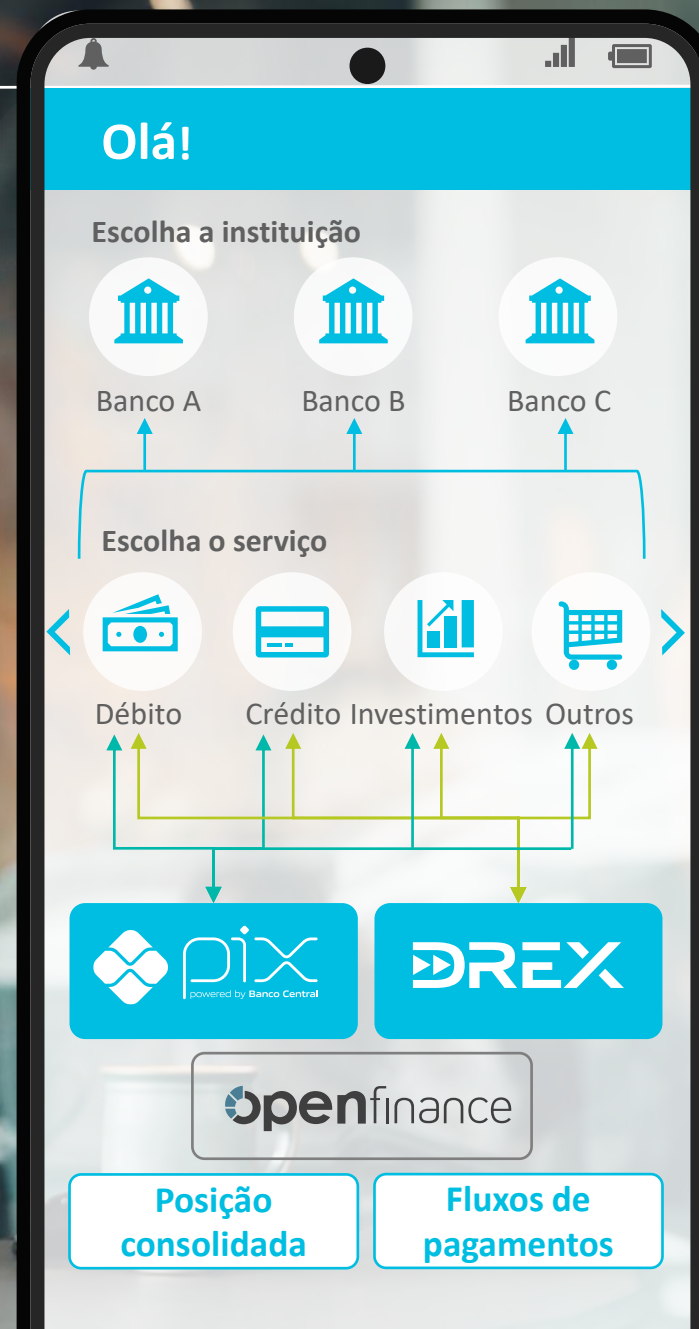 Olá!
Escolha a instituição
Banco A Banco B Banco C
Escolha o serviço
Débito Crédito Investimentos Outros
pix
powered by Banco Central
DREX
openfinance
Posição
consolidada
Fluxos de
pagamentos